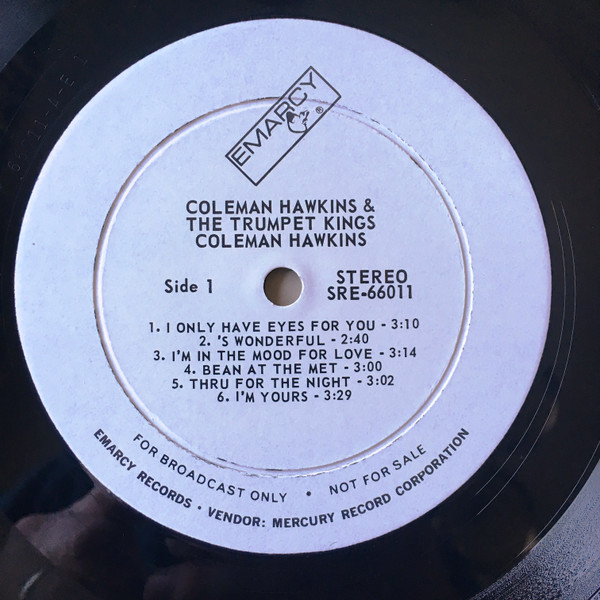 EMARCY
®
COLEMAN HAWKINS &
THE TRUMPET KINGS
COLEMAN HAWKINS
Side 1
STEREO
SRE-66011
1. I ONLY HAVE EYES FOR YOU - 3:10
2. 'S WONDERFUL - 2:40
3. I'M IN THE MOOD FOR LOVE - 3:14
4. BEAN AT THE MET - 3:00
5. THRU FOR THE NIGHT - 3:02
6. I'M YOURS - 3:29
FOR BROADCAST ONLY • NOT FOR SALE
EMARCY RECORDS • VENDOR: MERCURY RECORD CORPORATION